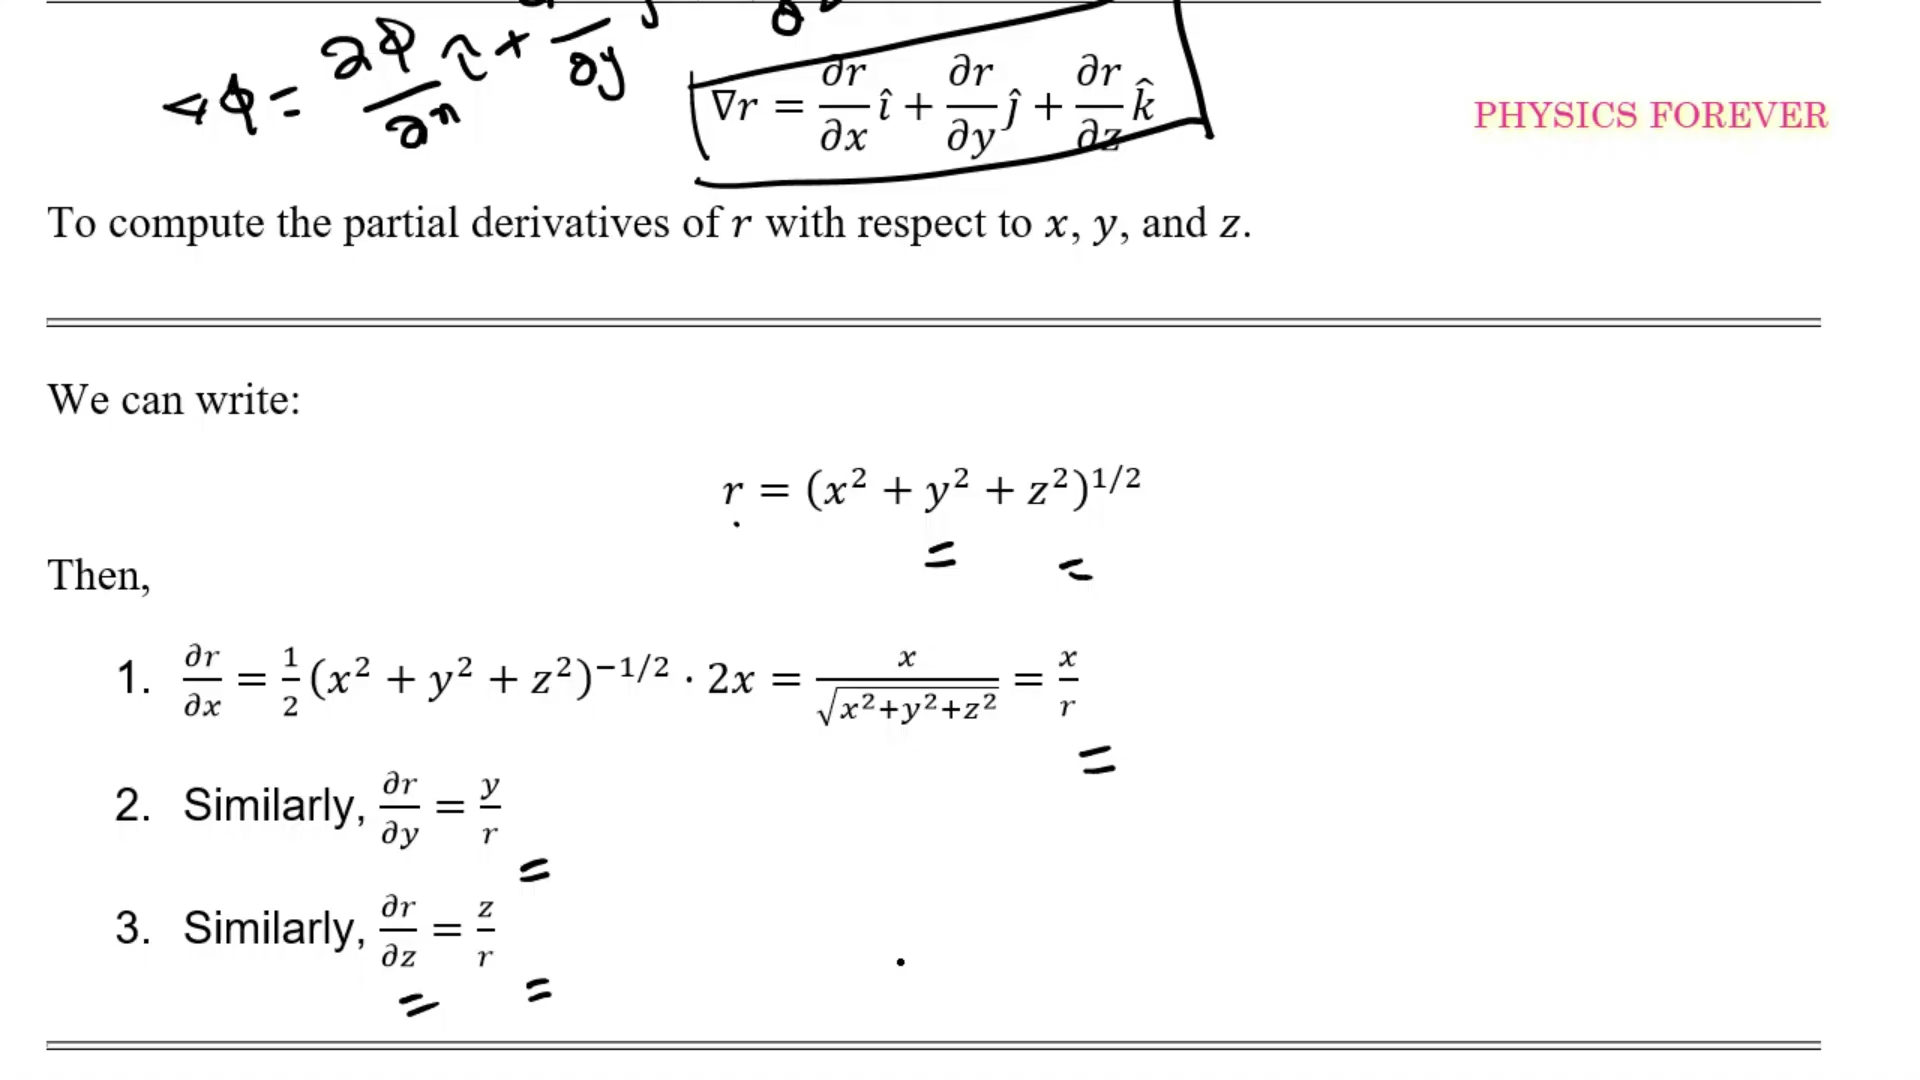 ∇ϕ = ∂ϕ/∂x î + /∂y
∇r = ∂r/∂x î + ∂r/∂y ĵ + ∂r/∂z k̂
PHYSICS FOREVER
To compute the partial derivatives of r with respect to x, y, and z.
We can write:
r = (x² + y² + z²)^{1/2}
Then,
1. ∂r/∂x = 1/2 (x² + y² + z²)^{−1/2} · 2x = x/√(x²+y²+z²) = x/r
2. Similarly, ∂r/∂y = y/r
3. Similarly, ∂r/∂z = z/r